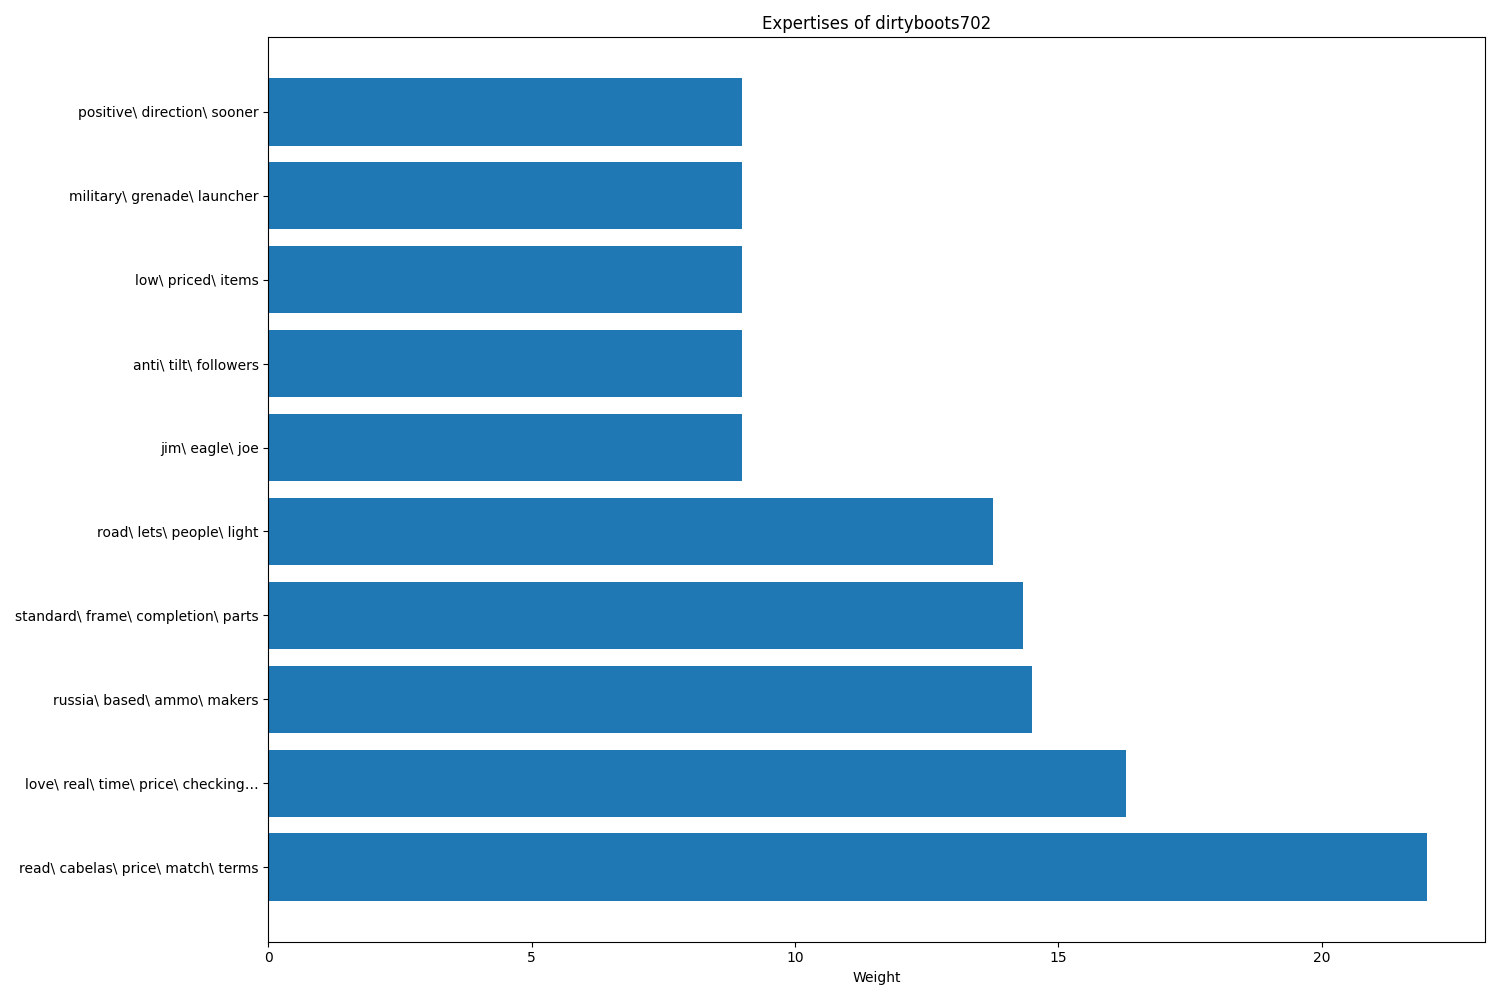 Expertises of dirtyboots702
positive\ direction\ sooner
military\ grenade\ launcher
low\ priced\ items
anti\ tilt\ followers
jim\ eagle\ joe
road\ lets\ people\ light
standard\ frame\ completion\ parts
russia\ based\ ammo\ makers
love\ real\ time\ price\ checking…
read\ cabelas\ price\ match\ terms
0 5 10 15 20
Weight